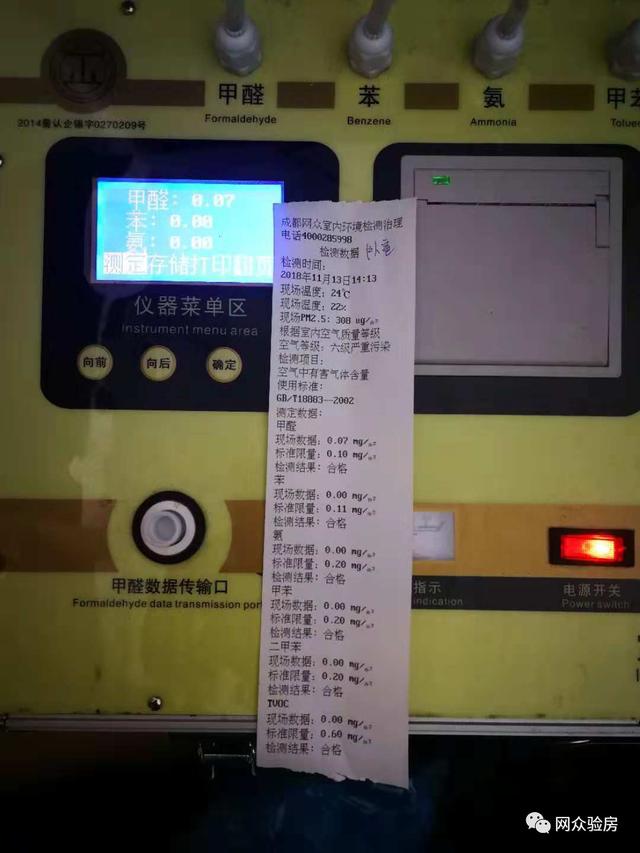 甲醛
Formaldehyde
苯
Benzene
氨
Ammonia
2014量认企锡字0270209号
甲醛: 0.07
苯: 0.00
氨: 0.00
测定存储打印翻页
仪器菜单区
Instrument menu area
向前
向后
确定
成都网众室内环境检测治理
电话4000285998
检测数据
检测时间:
2018年11月13日14:13
现场温度: 24℃
现场湿度: 22%
现场PM2.5: 308 ug/m³
根据室内空气质量等级
空气等级: 六级严重污染
检测项目:
空气中有害气体含量
使用标准:
GB/T18883--2002
测定数据:
甲醛
现场数据: 0.07 mg/m³
标准限量: 0.10 mg/m³
检测结果: 合格
苯
现场数据: 0.00 mg/m³
标准限量: 0.11 mg/m³
检测结果: 合格
氨
现场数据: 0.00 mg/m³
标准限量: 0.20 mg/m³
检测结果: 合格
甲苯
现场数据: 0.00 mg/m³
标准限量: 0.20 mg/m³
检测结果: 合格
二甲苯
现场数据: 0.00 mg/m³
标准限量: 0.20 mg/m³
检测结果: 合格
TVOC
现场数据: 0.00 mg/m³
标准限量: 0.60 mg/m³
检测结果: 合格
甲醛数据传输口
Formaldehyde data transmission port
指示
indication
电源开关
Power switch
网众验房